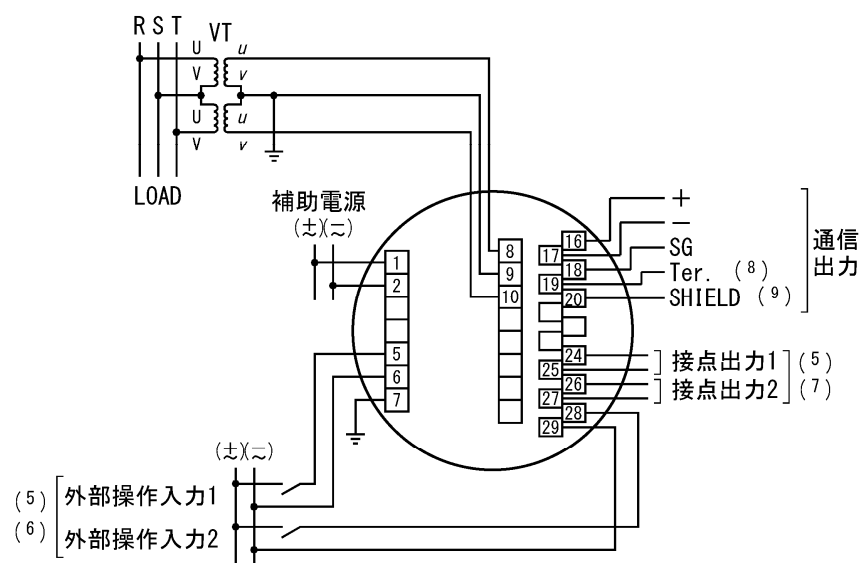 R S T
VT
U u
V v
U u
V v
LOAD
補助電源
(±)(∓)
1
2
5
6
7
8
9
10
16
17
18
19
20
24
25
26
27
28
29
+
−
SG
Ter. (8)
SHIELD (9)
通信
出力
接点出力1 (5)
接点出力2 (7)
(±)(∓)
(5) 外部操作入力1
(6) 外部操作入力2